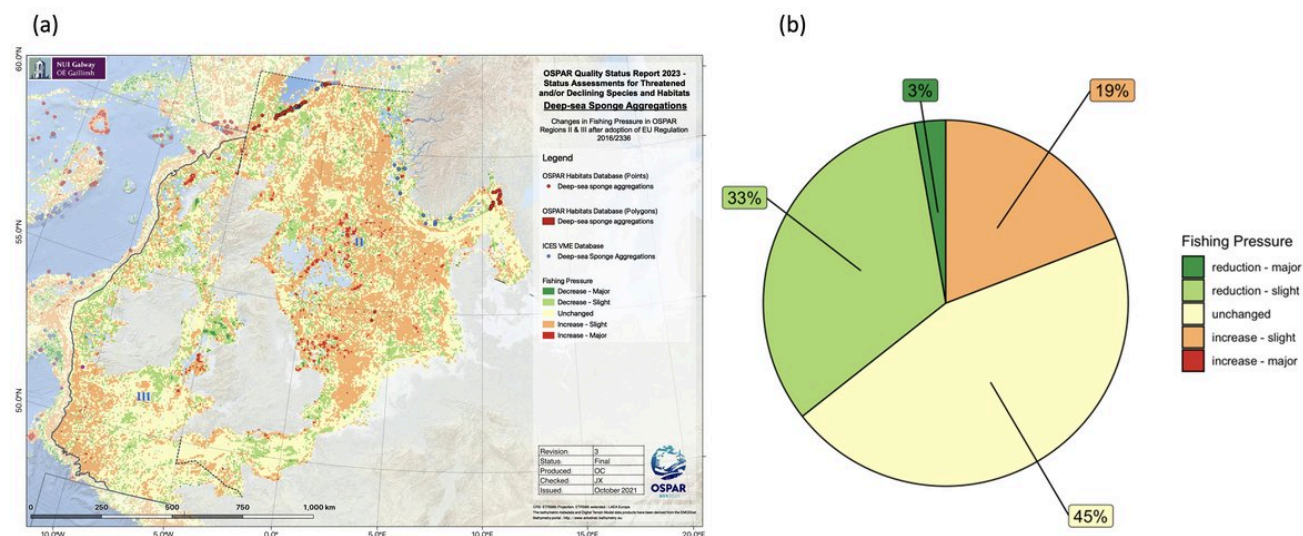 (a)
(b)
NUI Galway
OÉ Gaillimh
OSPAR Quality Status Report 2023 -
Status Assessments for Threatened
and/or Declining Species and Habitats
Deep-sea Sponge Aggregations
Changes in Fishing Pressure in OSPAR
Regions II & III after adoption of EU Regulation
2016/2336
Legend
OSPAR Habitats Database (Points)
Deep-sea sponge aggregations
OSPAR Habitats Database (Polygons)
Deep-sea sponge aggregations
ICES VME Database
Deep-sea Sponge Aggregations
Fishing Pressure
Decrease - Major
Decrease - Slight
Unchanged
Increase - Slight
Increase - Major
II
III
60.0°N
55.0°N
50.0°N
Revision: 3
Status: Final
Produced: OC
Checked: JX
Issued: October 2021
OSPAR
0 250 500 750 1,000 km
10.0°W 5.0°W 0.0°E 5.0°E 10.0°E 15.0°E 20.0°E
3%
19%
33%
45%
Fishing Pressure
reduction - major
reduction - slight
unchanged
increase - slight
increase - major